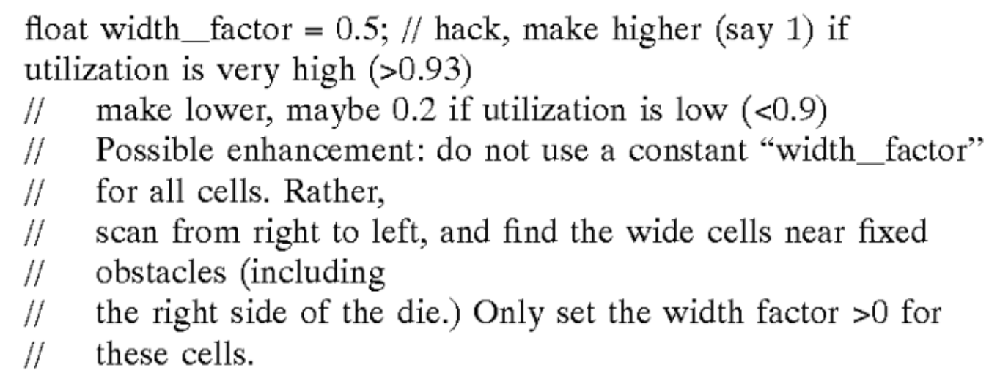 float width__factor = 0.5; // hack, make higher (say 1) if
utilization is very high (>0.93)
// make lower, maybe 0.2 if utilization is low (<0.9)
// Possible enhancement: do not use a constant “width__factor”
// for all cells. Rather,
// scan from right to left, and find the wide cells near fixed
// obstacles (including
// the right side of the die.) Only set the width factor >0 for
// these cells.